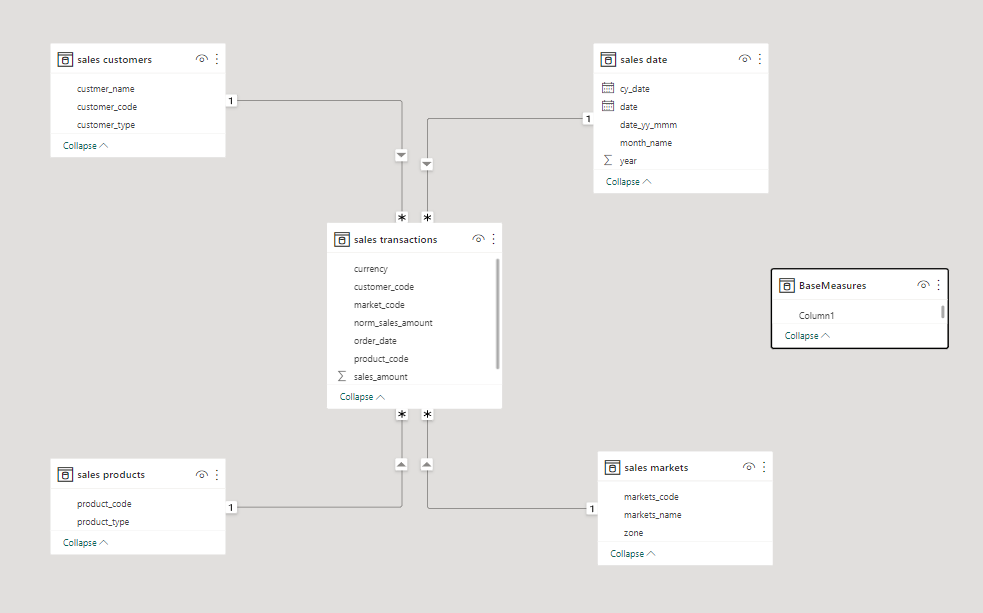 sales customers
custmer_name
customer_code
customer_type
Collapse
1
sales date
cy_date
date
date_yy_mmm
month_name
year
Collapse
1
*
*
sales transactions
currency
customer_code
market_code
norm_sales_amount
order_date
product_code
sales_amount
Collapse
*
*
BaseMeasures
Column1
Collapse
sales products
product_code
product_type
Collapse
1
sales markets
markets_code
markets_name
zone
Collapse
1